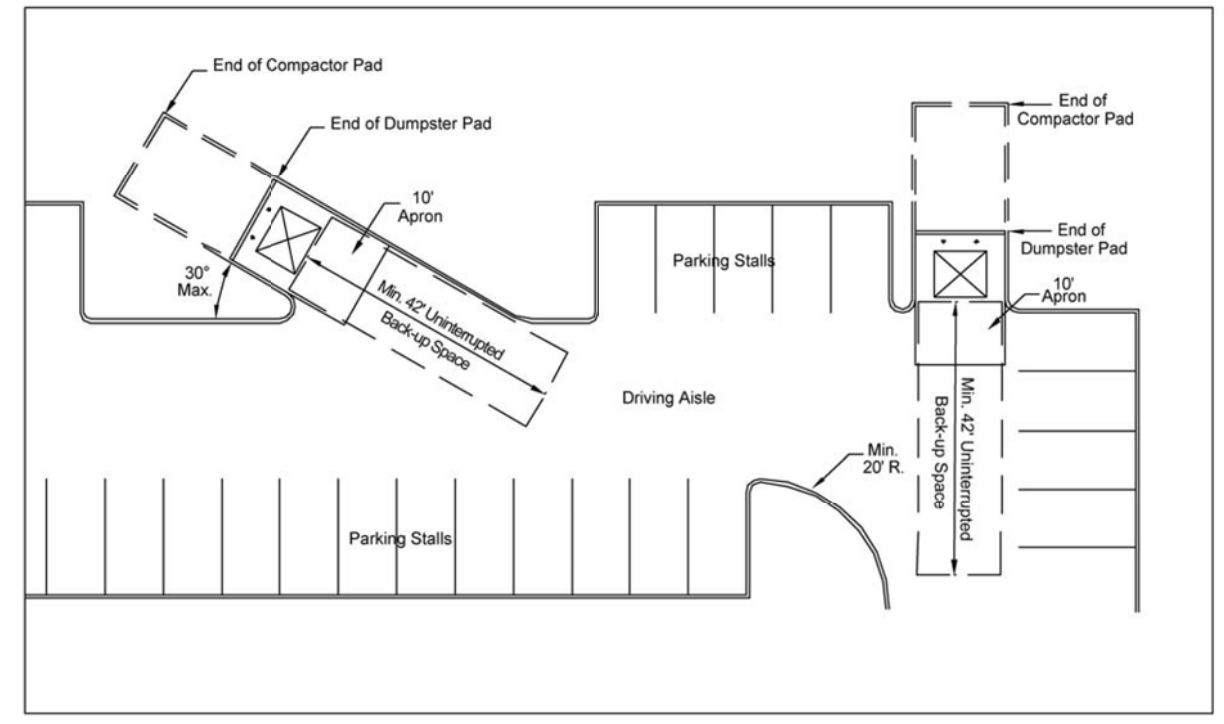 End of Compactor Pad
End of Dumpster Pad
10'
Apron
30°
Max.
Min. 42' Uninterrupted
Back-up Space
Parking Stalls
End of
Compactor Pad
End of
Dumpster Pad
10'
Apron
Driving Aisle
Min. 42' Uninterrupted
Back-up Space
Min.
20' R.
Parking Stalls